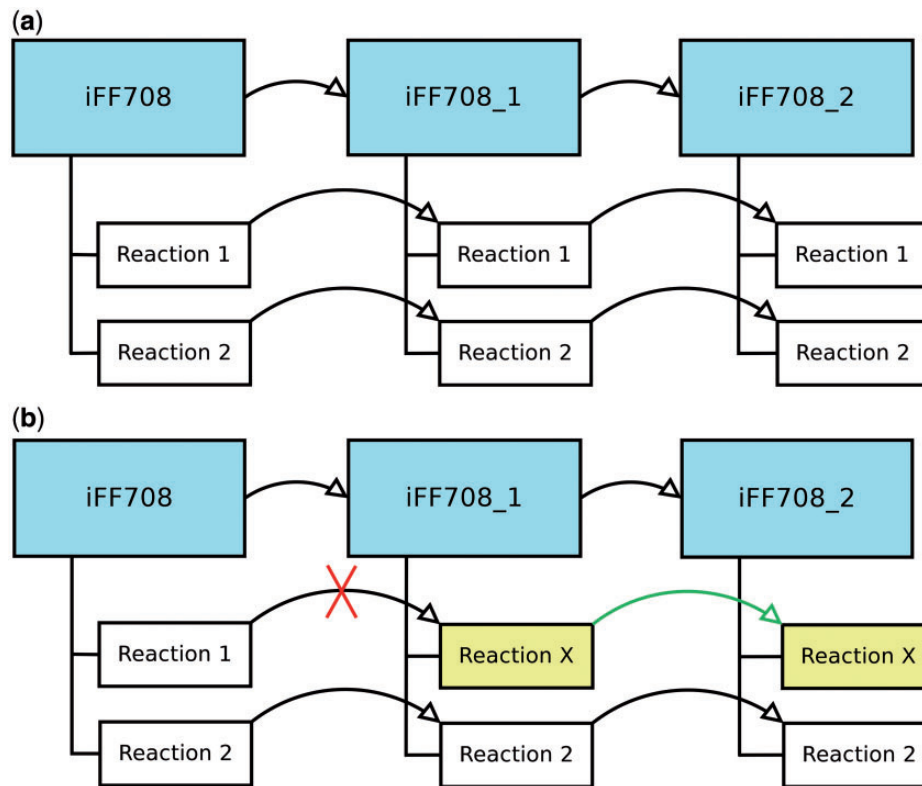 (a)
iFF708 iFF708_1 iFF708_2
Reaction 1 Reaction 1 Reaction 1
Reaction 2 Reaction 2 Reaction 2
(b)
iFF708 iFF708_1 iFF708_2
Reaction 1 Reaction X Reaction X
Reaction 2 Reaction 2 Reaction 2